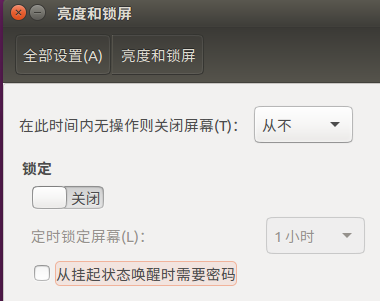 亮度和锁屏
全部设置(A) 亮度和锁屏
在此时间内无操作则关闭屏幕(T): 从不
锁定
关闭
定时锁定屏幕(L): 1 小时
从挂起状态唤醒时需要密码